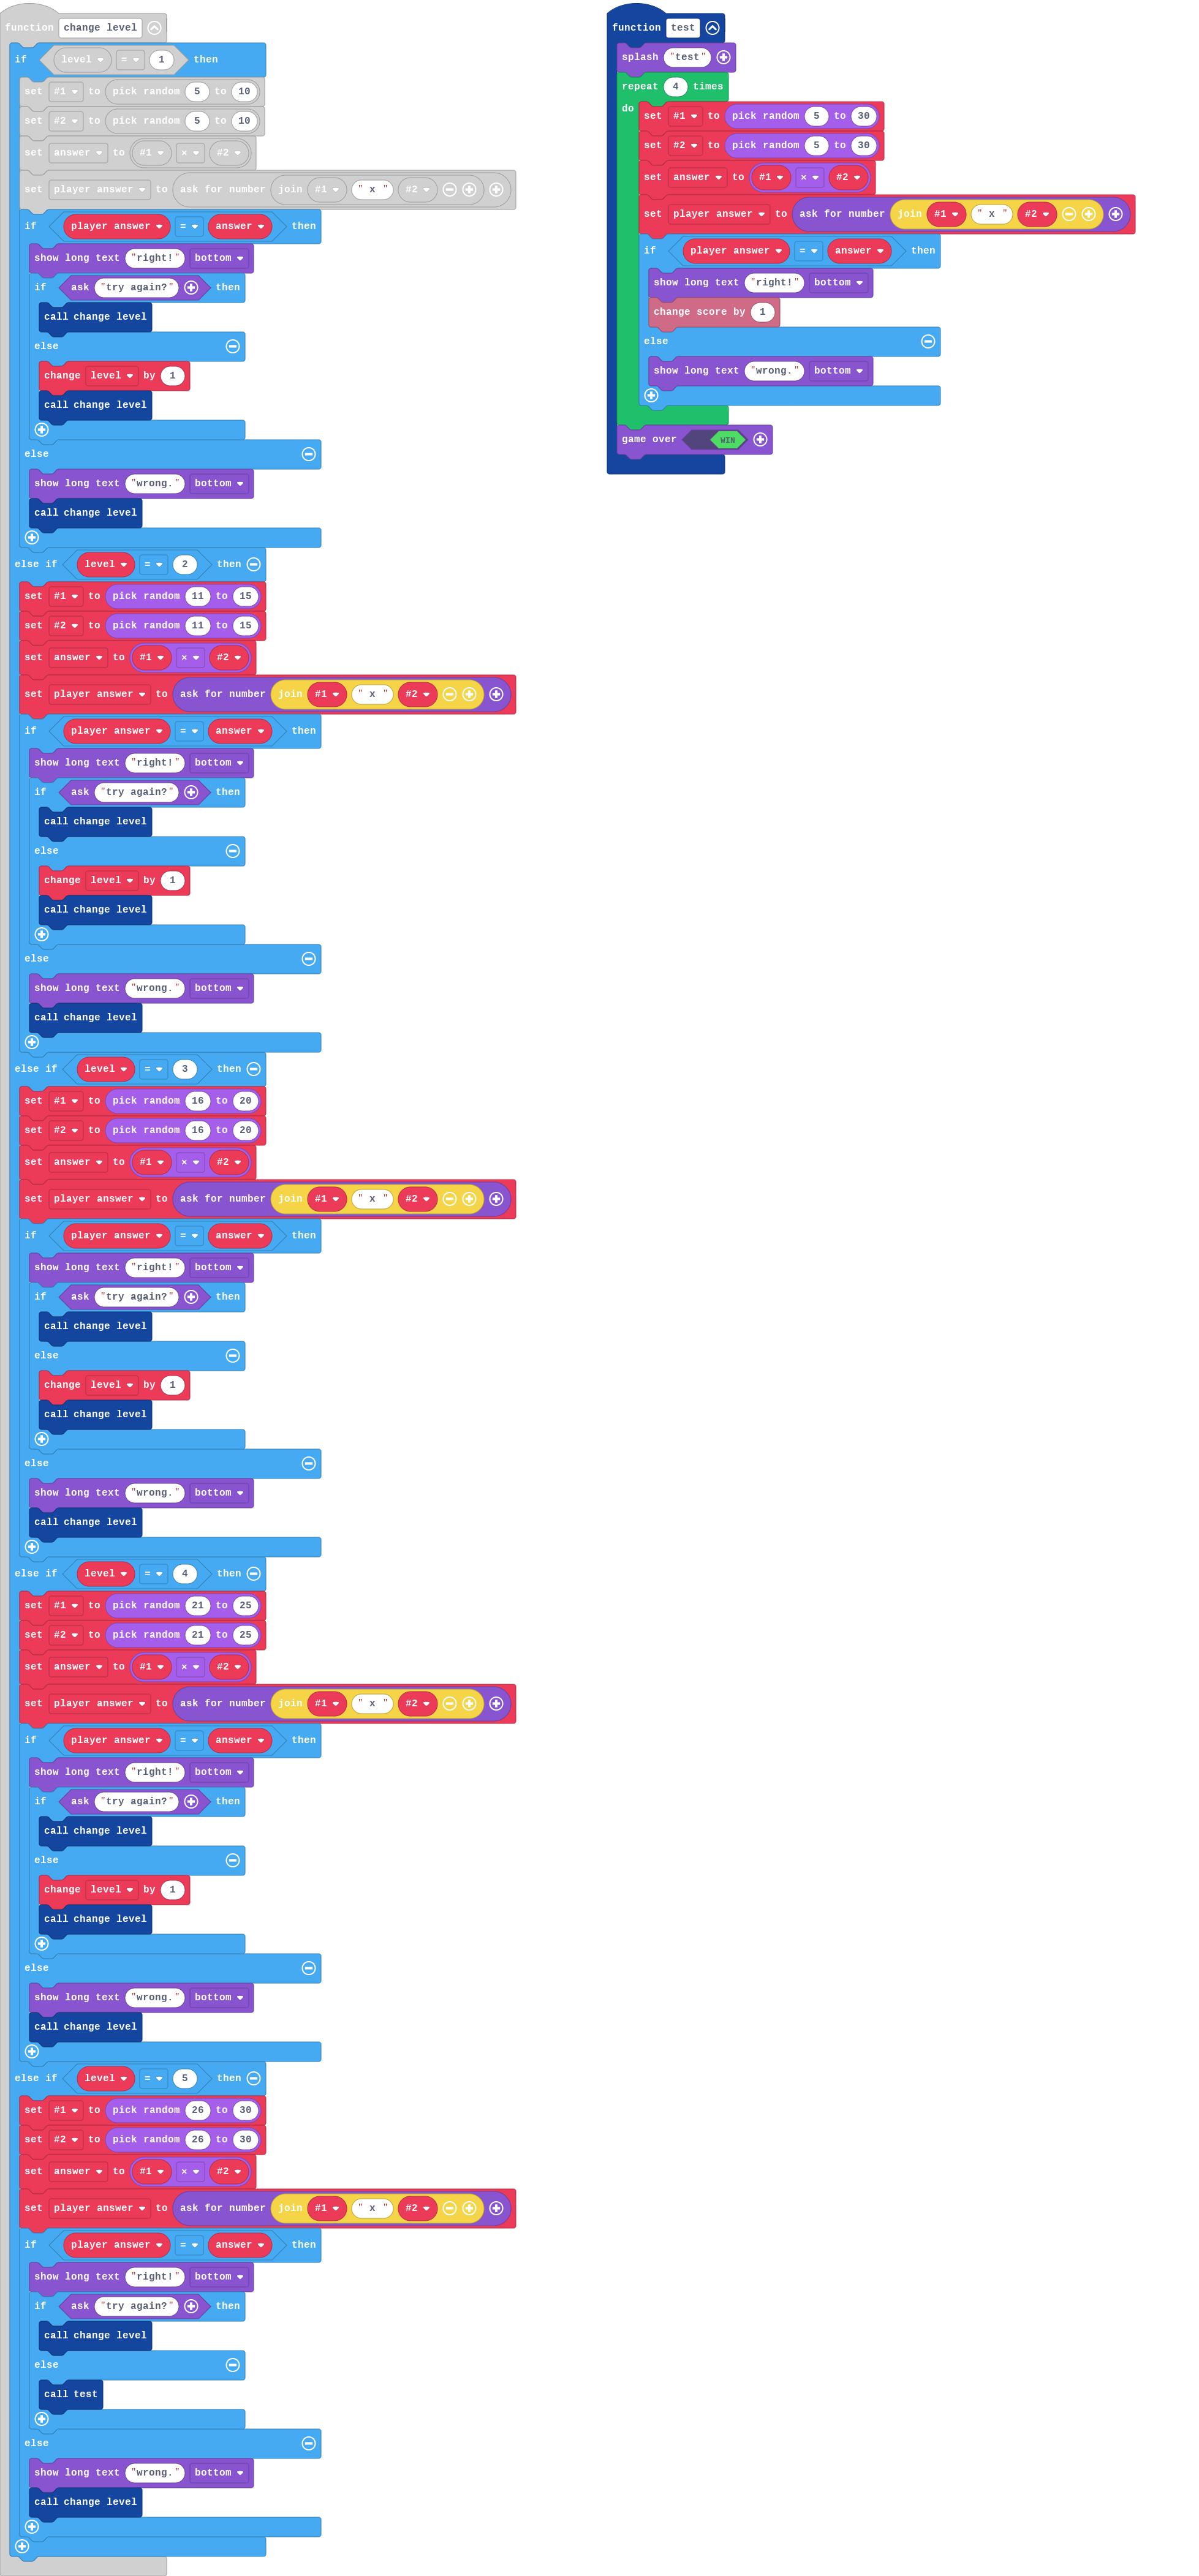 function change level
if level = 1 then
set #1 to pick random 5 to 10
set #2 to pick random 5 to 10
set answer to #1 × #2
set player answer to ask for number join #1 " x " #2
if player answer = answer then
show long text "right!" bottom
if ask "try again?" then
call change level
else
change level by 1
call change level
else
show long text "wrong." bottom
call change level
else if level = 2 then
set #1 to pick random 11 to 15
set #2 to pick random 11 to 15
set answer to #1 × #2
set player answer to ask for number join #1 " x " #2
if player answer = answer then
show long text "right!" bottom
if ask "try again?" then
call change level
else
change level by 1
call change level
else
show long text "wrong." bottom
call change level
else if level = 3 then
set #1 to pick random 16 to 20
set #2 to pick random 16 to 20
set answer to #1 × #2
set player answer to ask for number join #1 " x " #2
if player answer = answer then
show long text "right!" bottom
if ask "try again?" then
call change level
else
change level by 1
call change level
else
show long text "wrong." bottom
call change level
else if level = 4 then
set #1 to pick random 21 to 25
set #2 to pick random 21 to 25
set answer to #1 × #2
set player answer to ask for number join #1 " x " #2
if player answer = answer then
show long text "right!" bottom
if ask "try again?" then
call change level
else
change level by 1
call change level
else
show long text "wrong." bottom
call change level
else if level = 5 then
set #1 to pick random 26 to 30
set #2 to pick random 26 to 30
set answer to #1 × #2
set player answer to ask for number join #1 " x " #2
if player answer = answer then
show long text "right!" bottom
if ask "try again?" then
call change level
else
call test
else
show long text "wrong." bottom
call change level
function test
splash "test"
repeat 4 times
do
set #1 to pick random 5 to 30
set #2 to pick random 5 to 30
set answer to #1 × #2
set player answer to ask for number join #1 " x " #2
if player answer = answer then
show long text "right!" bottom
change score by 1
else
show long text "wrong." bottom
game over WIN